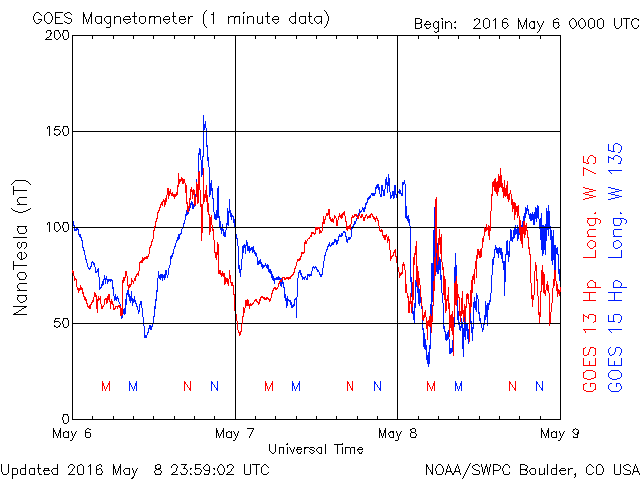 GOES Magnetometer (1 minute data)
Begin: 2016 May 6 0000 UTC
200
150
100
50
0
NanoTesla (nT)
M M N N M M N N M M N N
May 6 May 7 May 8 May 9
Universal Time
GOES 13 Hp Long. W 75
GOES 15 Hp Long. W 135
Updated 2016 May 8 23:59:02 UTC
NOAA/SWPC Boulder, CO USA